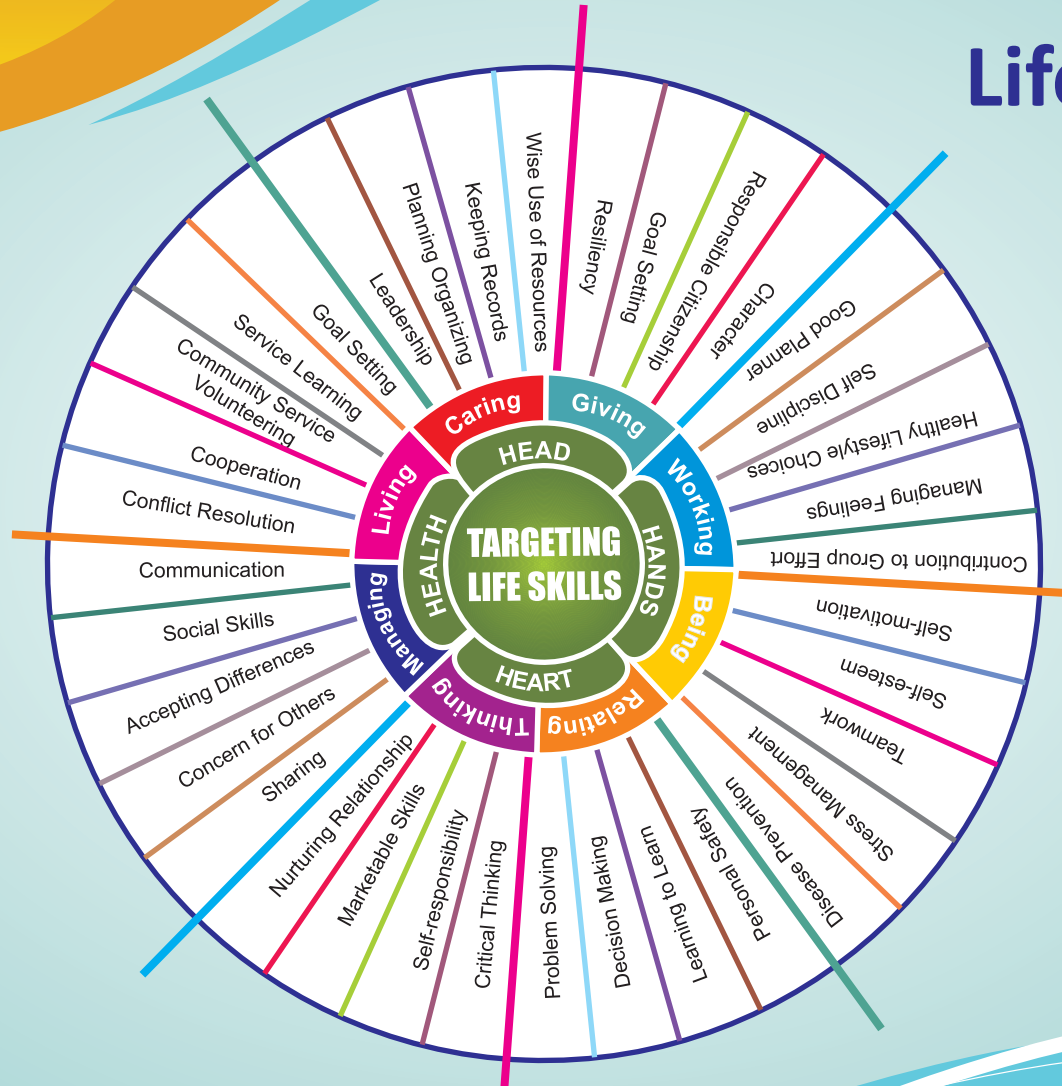 Life
Wise Use of Resources
Resiliency
Goal Setting
Responsible Citizenship
Character
Good Planner
Self Discipline
Healthy Lifestyle Choices
Managing Feelings
Contribution to Group Effort
Self-motivation
Self-esteem
Teamwork
Stress Management
Disease Prevention
Personal Safety
Learning to Learn
Decision Making
Problem Solving
Critical Thinking
Self-responsibility
Marketable Skills
Nurturing Relationship
Sharing
Concern for Others
Accepting Differences
Social Skills
Communication
Conflict Resolution
Cooperation
Community Service
Volunteering
Service Learning
Goal Setting
Leadership
Planning Organizing
Keeping Records
Caring
Giving
Working
Being
Relating
Thinking
Managing
Living
HEAD
HANDS
HEART
HEALTH
TARGETING
LIFE SKILLS